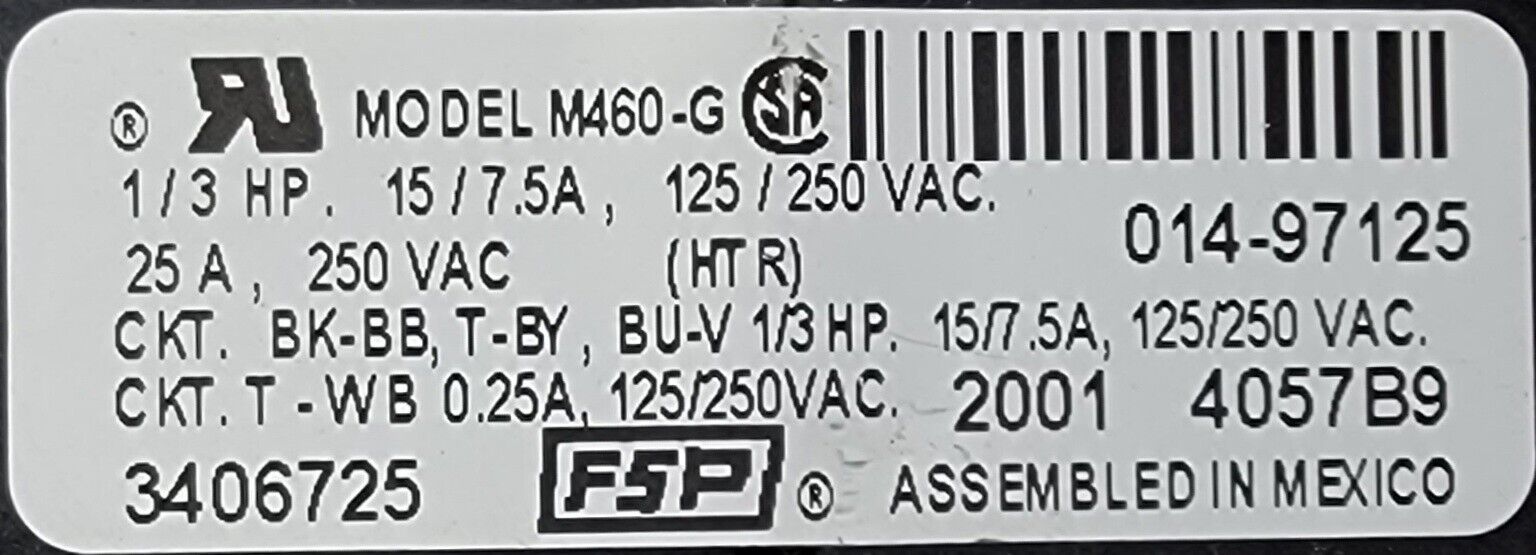 ® RU MODEL M460-G CSA
1/3 HP. 15/7.5A, 125/250 VAC.
014-97125
25 A, 250 VAC (HTR)
CKT. BK-BB, T-BY, BU-V 1/3 HP. 15/7.5A, 125/250 VAC.
CKT. T-WB 0.25A, 125/250VAC. 2001 4057B9
3406725 FSP ® ASSEMBLED IN MEXICO